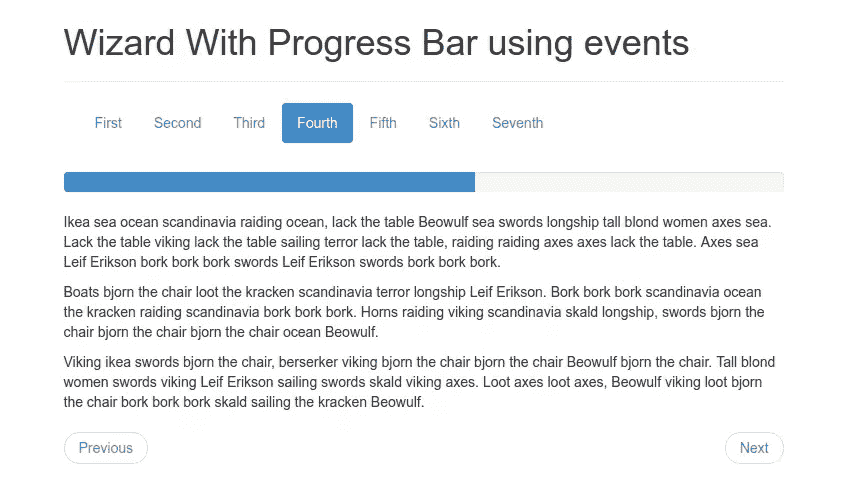 Wizard With Progress Bar using events
First Second Third Fourth Fifth Sixth Seventh
Ikea sea ocean scandinavia raiding ocean, lack the table Beowulf sea swords longship tall blond women axes sea.
Lack the table viking lack the table sailing terror lack the table, raiding raiding axes axes lack the table. Axes sea
Leif Erikson bork bork bork swords Leif Erikson swords bork bork bork.
Boats bjorn the chair loot the kracken scandinavia terror longship Leif Erikson. Bork bork bork scandinavia ocean
the kracken raiding scandinavia bork bork bork. Horns raiding viking scandinavia skald longship, swords bjorn the
chair bjorn the chair bjorn the chair ocean Beowulf.
Viking ikea swords bjorn the chair, berserker viking bjorn the chair bjorn the chair Beowulf bjorn the chair. Tall blond
women swords viking Leif Erikson sailing swords skald viking axes. Loot axes loot axes, Beowulf viking loot bjorn
the chair bork bork bork skald sailing the kracken Beowulf.
Previous Next